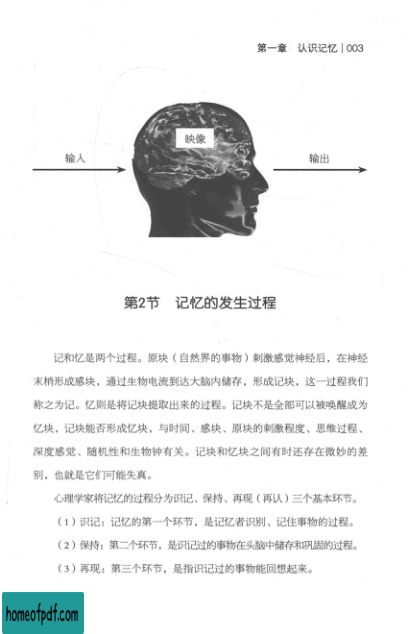 第一章 认识记忆|003
输入
映像
输出
第2节 记忆的发生过程
记和忆是两个过程。原块（自然界的事物）刺激感觉神经后，在神经
末梢形成感块，通过生物电流到达大脑内储存，形成记块，这一过程我们
称之为记。忆则是将记块提取出来的过程。记块不是全部可以被唤醒成为
忆块，记块能否形成忆块，与时间、感块、原块的刺激程度、思维过程、
深度感觉、随机性和生物钟有关。记块和忆块之间有时还存在微妙的差
别，也就是它们可能失真。
心理学家将记忆的过程分为识记、保持、再现（再认）三个基本环节。
（1）识记：记忆的第一个环节，是记忆者识别、记住事物的过程。
（2）保持：第二个环节，是识记过的事物在头脑中储存和巩固的过程。
（3）再现：第三个环节，是指识记过的事物能回想起来。
homeofpdf.com